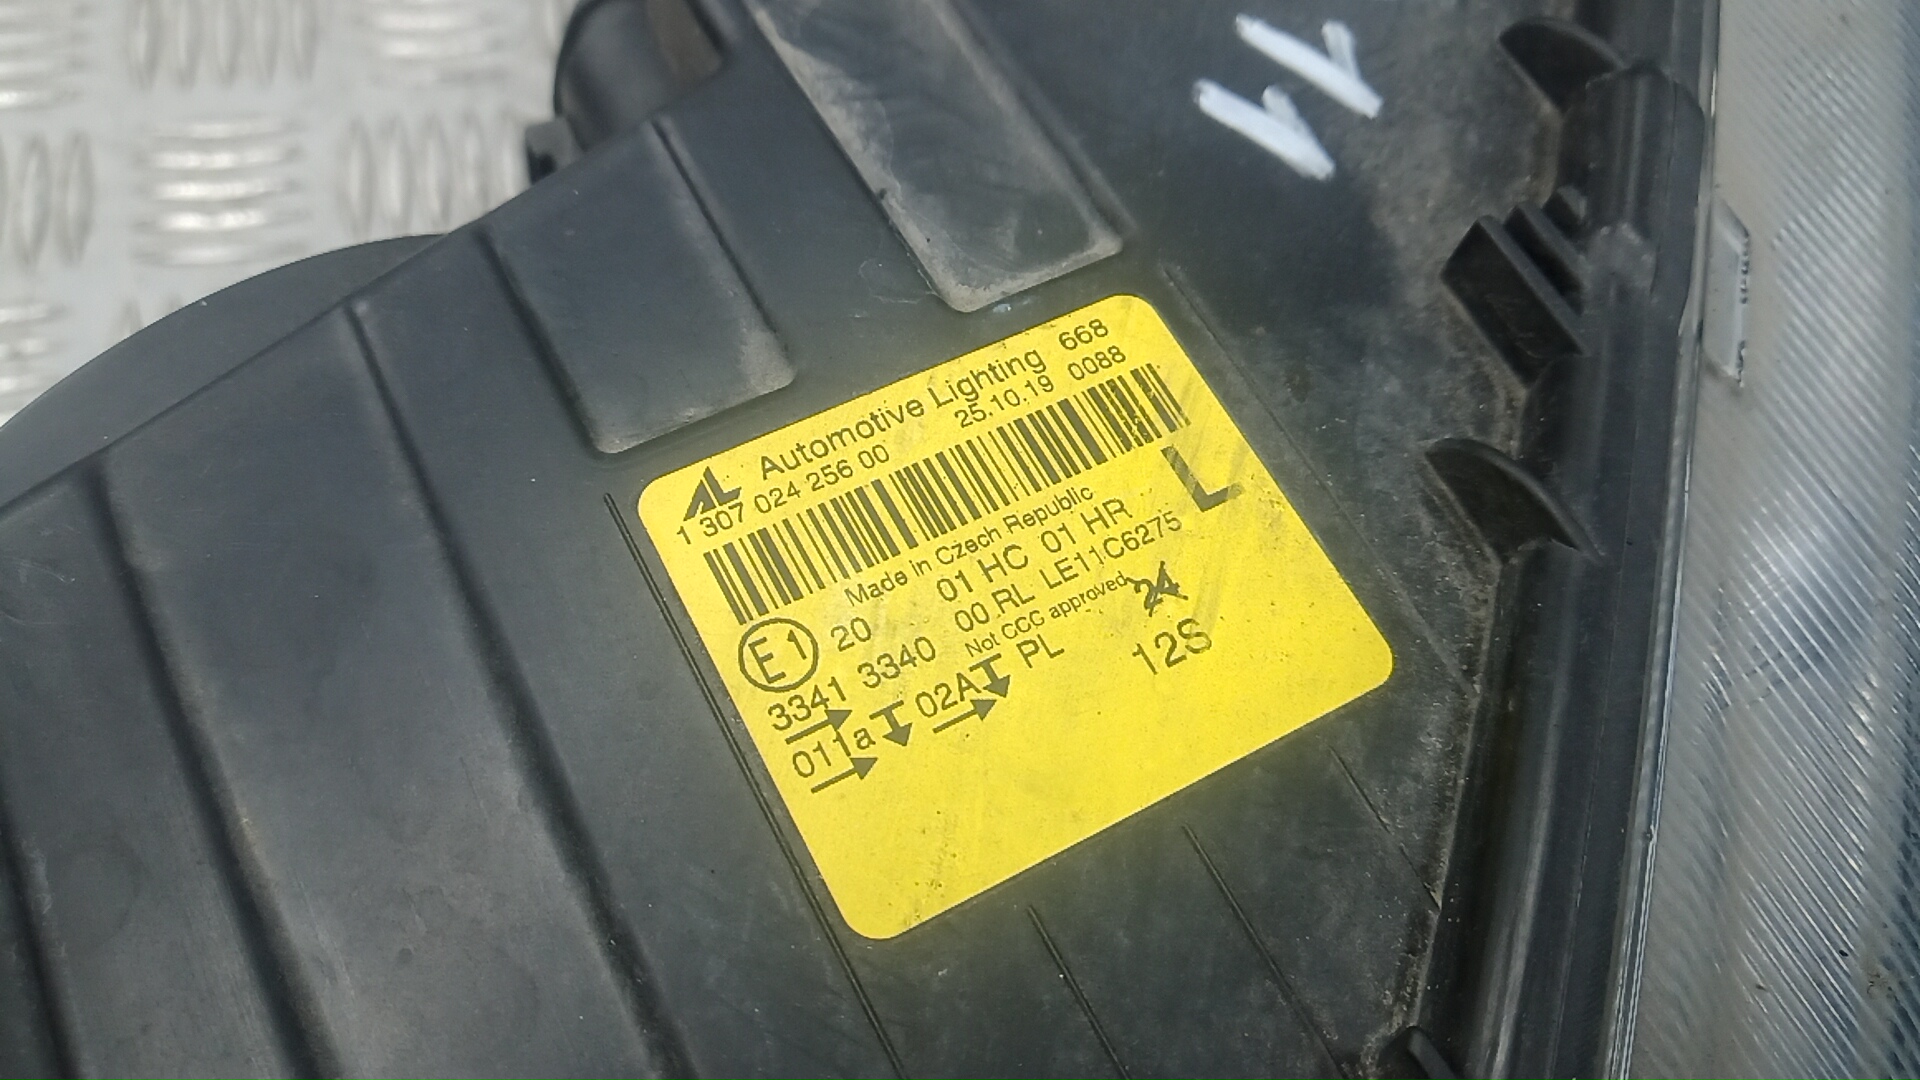 AL Automotive Lighting 668
1 307 024 256 00 25.10.19 0088
Made in Czech Republic
L
E1 20 01 HC 01 HR
3341 3340 00 RL LE11C6275
Not CCC approved 24
011a 02A PL 12S